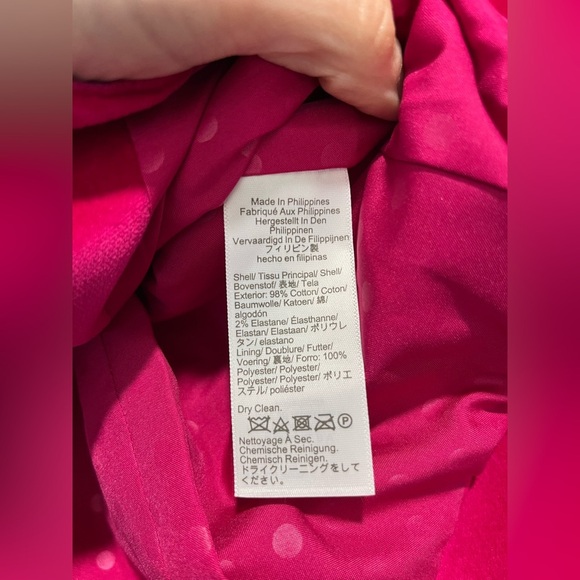 Made In Philippines
Fabriqué Aux Philippines
Hergestellt In Den
Philippinen
Vervaardigd In De Filippijnen
フィリピン製
hecho en filipinas
Shell/ Tissu Principal/ Shell/
Bovenstof/ 表地/ Tela
Exterior: 98% Cotton/ Coton/
Baumwolle/ Katoen/ 綿/
algodón
2% Elastane/ Élasthanne/
Elastan/ Elastaan/ ポリウレ
タン/ elastano
Lining/ Doublure/ Futter/
Voering/ 裏地/ Forro: 100%
Polyester/ Polyester/
Polyester/ Polyester/ ポリエ
ステル/ poliéster
Dry Clean.
P
Nettoyage À Sec.
Chemische Reinigung.
Chemisch Reinigen.
ドライクリーニングをして
ください。